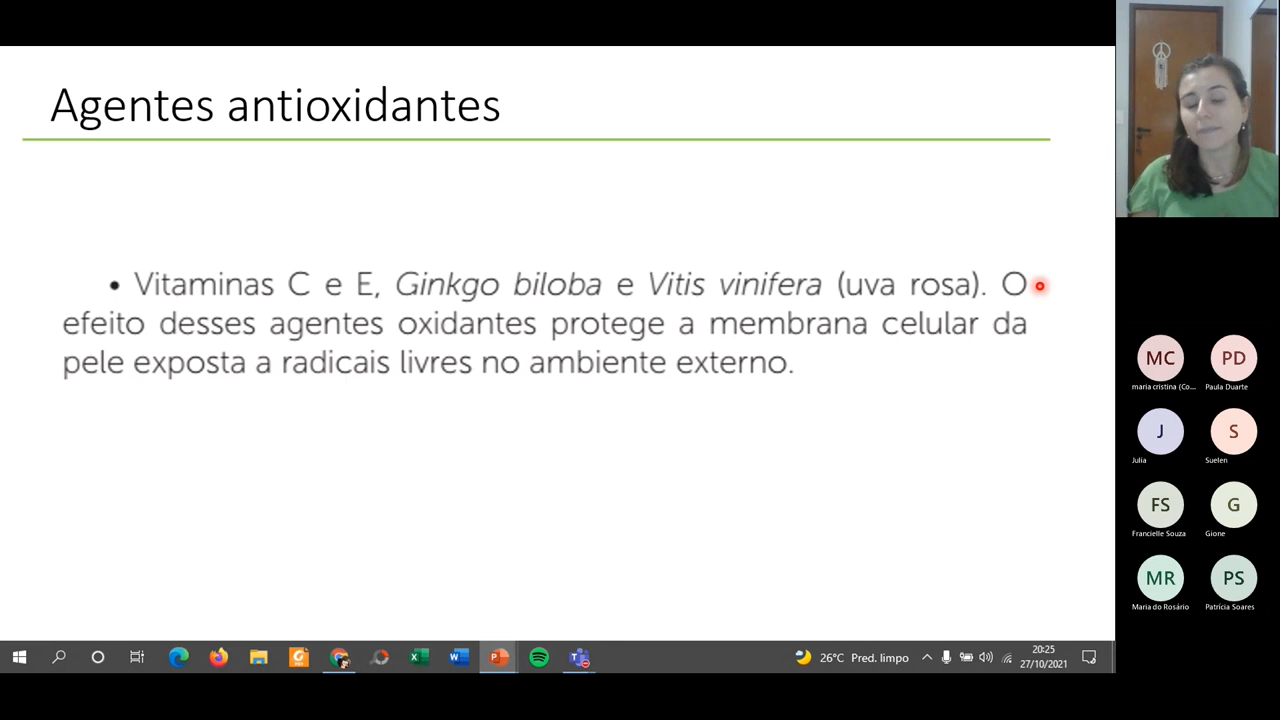 Agentes antioxidantes
• Vitaminas C e E, Ginkgo biloba e Vitis vinifera (uva rosa). O
efeito desses agentes oxidantes protege a membrana celular da
pele exposta a radicais livres no ambiente externo.
MC
PD
maria cristina (Co...
Paula Duarte
J
S
Julia
Suelen
FS
G
Francielle Souza
Gione
MR
PS
Maria do Rosário
Patrícia Soares
26°C Pred. limpo
20:25
27/10/2021